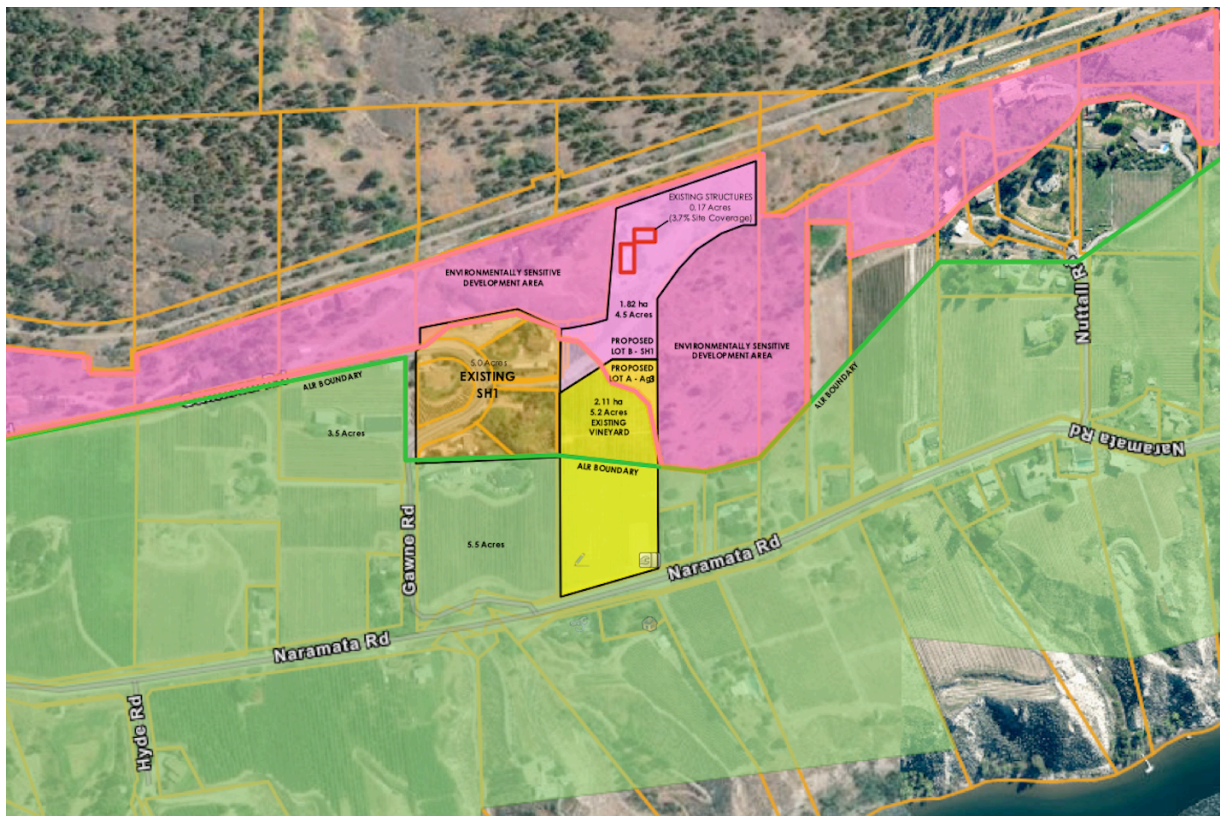 EXISTING STRUCTURES
0.17 Acres
(3.7% Site Coverage)
ENVIRONMENTALLY SENSITIVE
DEVELOPMENT AREA
1.82 ha
4.5 Acres
PROPOSED
LOT B - SH1
ENVIRONMENTALLY SENSITIVE
DEVELOPMENT AREA
5.0 Acres
EXISTING
SH1
PROPOSED
LOT A - Ag3
2.11 ha
5.2 Acres
EXISTING
VINEYARD
ALR BOUNDARY
ALR BOUNDARY
ALR BOUNDARY
3.5 Acres
5.5 Acres
Gawne Rd
Naramata Rd
Naramata Rd
Naramata Rd
Nuttall Rd
Hyde Rd